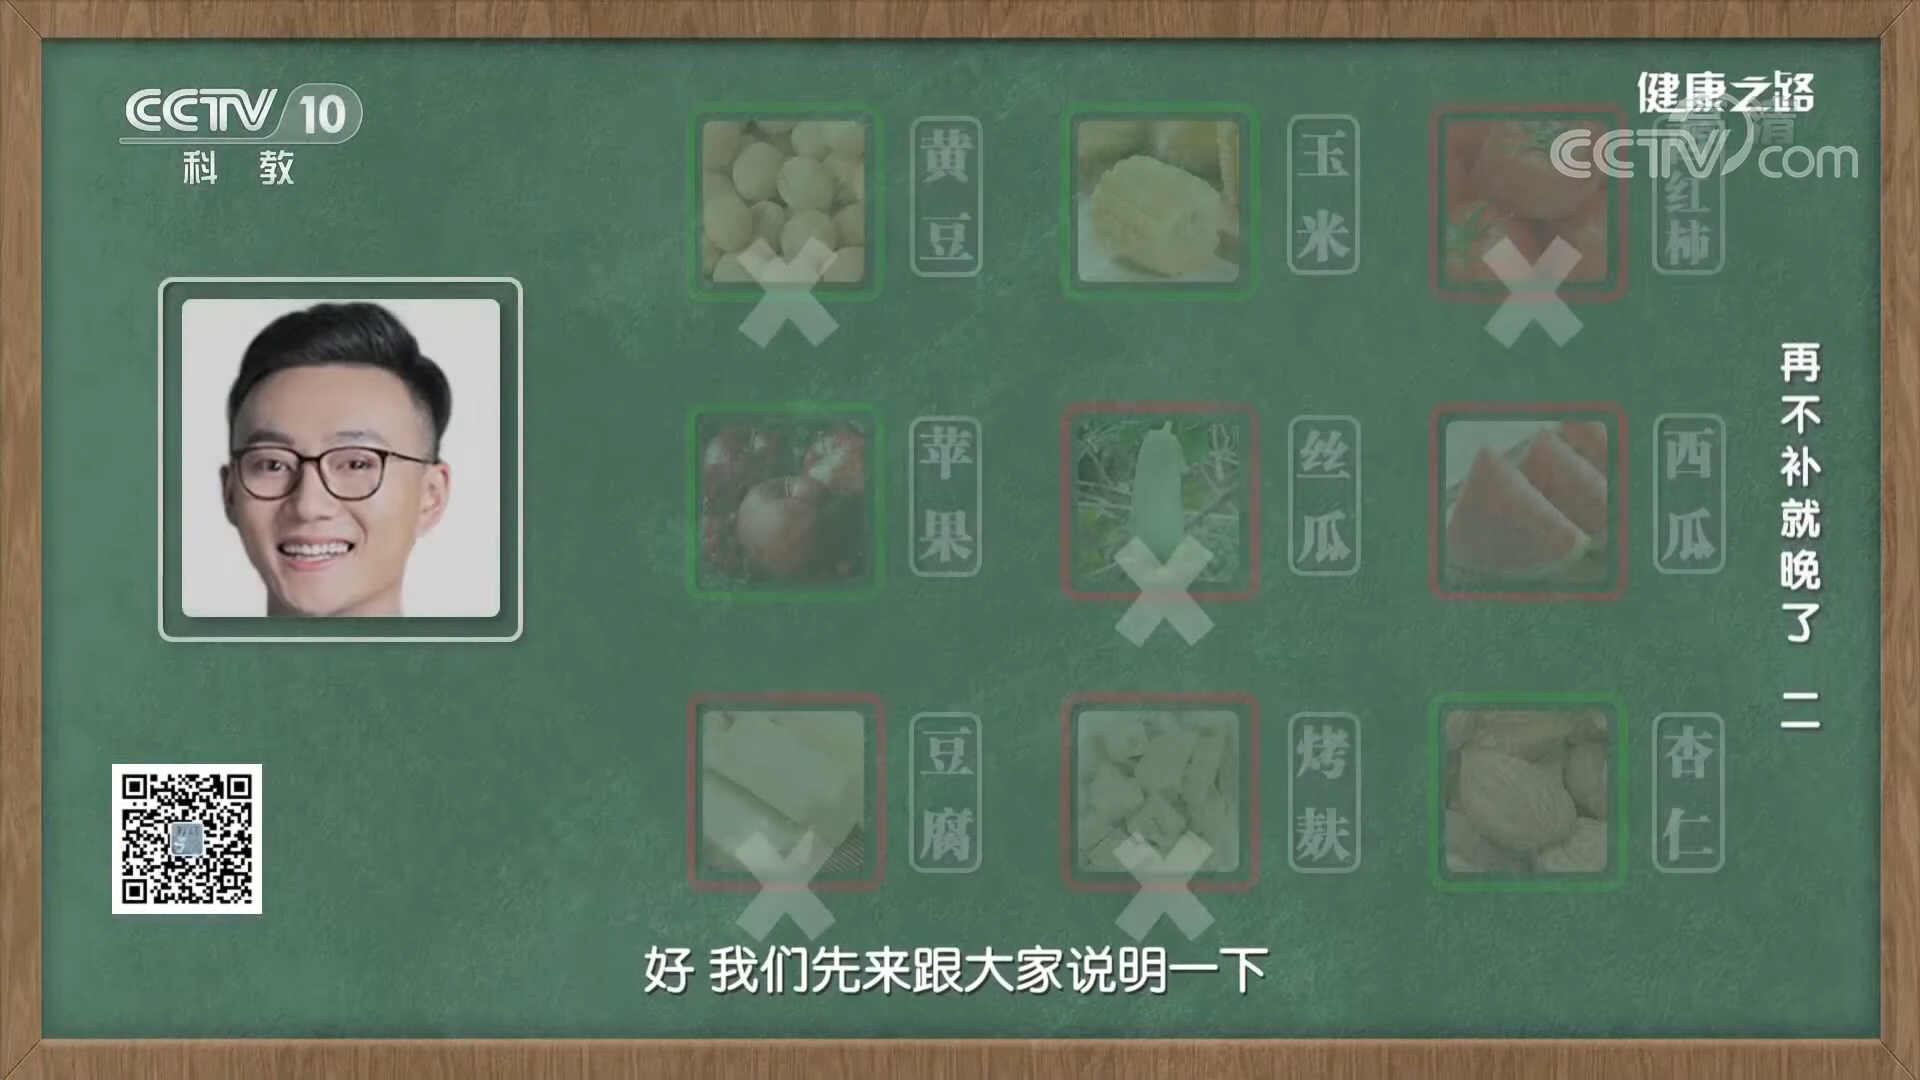 CCTV 10
科 教
健康之路
高清
CCTV com
黄豆
玉米
红柿
苹果
丝瓜
西瓜
豆腐
烤麸
杏仁
再不补就晚了 二
好 我们先来跟大家说明一下